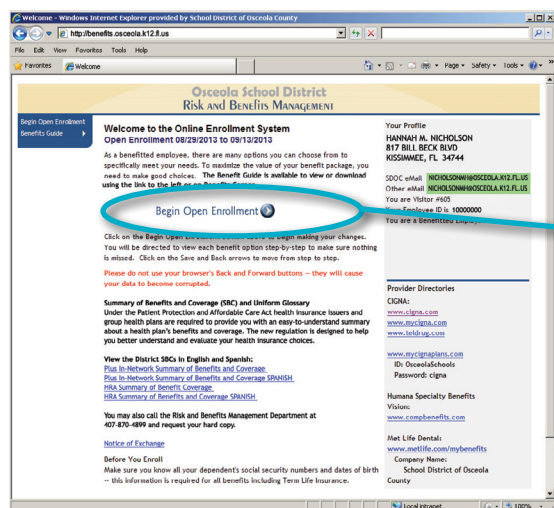 Welcome - Windows Internet Explorer provided by School District of Osceola County
http://benefits.osceola.k12.fl.us
File Edit View Favorites Tools Help
Favorites Welcome
Page Safety Tools
Osceola School District
Risk and Benefits Management
Begin Open Enrollment
Benefits Guide
Welcome to the Online Enrollment System
Open Enrollment 08/29/2013 to 09/13/2013
As a benefitted employee, there are many options you can choose from to
specifically meet your needs. To maximize the value of your benefit package, you
need to make good choices. The Benefit Guide is available to view or download
using the link to the left or on Benefits
Begin Open Enrollment
Click on the Begin Open Enrollment to begin making your changes.
You will be directed to view each benefit option step-by-step to make sure nothing
is missed. Click on the Save and Back arrows to move from step to step.
Please do not use your browser's Back and Forward buttons -- they will cause
your data to become corrupted.
Summary of Benefits and Coverage (SBC) and Uniform Glossary
Under the Patient Protection and Affordable Care Act health insurance issuers and
group health plans are required to provide you with an easy-to-understand summary
about a health plan's benefits and coverage. The new regulation is designed to help
you better understand and evaluate your health insurance choices.
View the District SBCs in English and Spanish:
Plus In-Network Summary of Benefits and Coverage
Plus In-Network Summary of Benefits and Coverage SPANISH
HRA Summary of Benefit Coverage
HRA Summary of Benefits and Coverage SPANISH
You may also call the Risk and Benefits Management Department at
407-870-4899 and request your hard copy.
Notice of Exchange
Before You Enroll
Make sure you know all your dependent's social security numbers and dates of birth
-- this information is required for all benefits including Term Life Insurance.
Your Profile
HANNAH M. NICHOLSON
817 BILL BECK BLVD
KISSIMMEE, FL 34744
SDOC eMail NICHOLSONMH@OSCEOLA.K12.FL.US
Other eMail NICHOLSONMH@OSCEOLA.K12.FL.US
You are Visitor #605
Your Employee ID is 10000000
You are a Benefitted Employee
Provider Directories
CIGNA:
www.cigna.com
www.mycigna.com
www.teldrug.com
www.mycignaplans.com
ID: OsceolaSchools
Password: cigna
Humana Specialty Benefits
Vision:
www.compbenefits.com
Met Life Dental:
www.metlife.com/mybenefits
Company Name:
School District of Osceola
County
Local intranet
100%